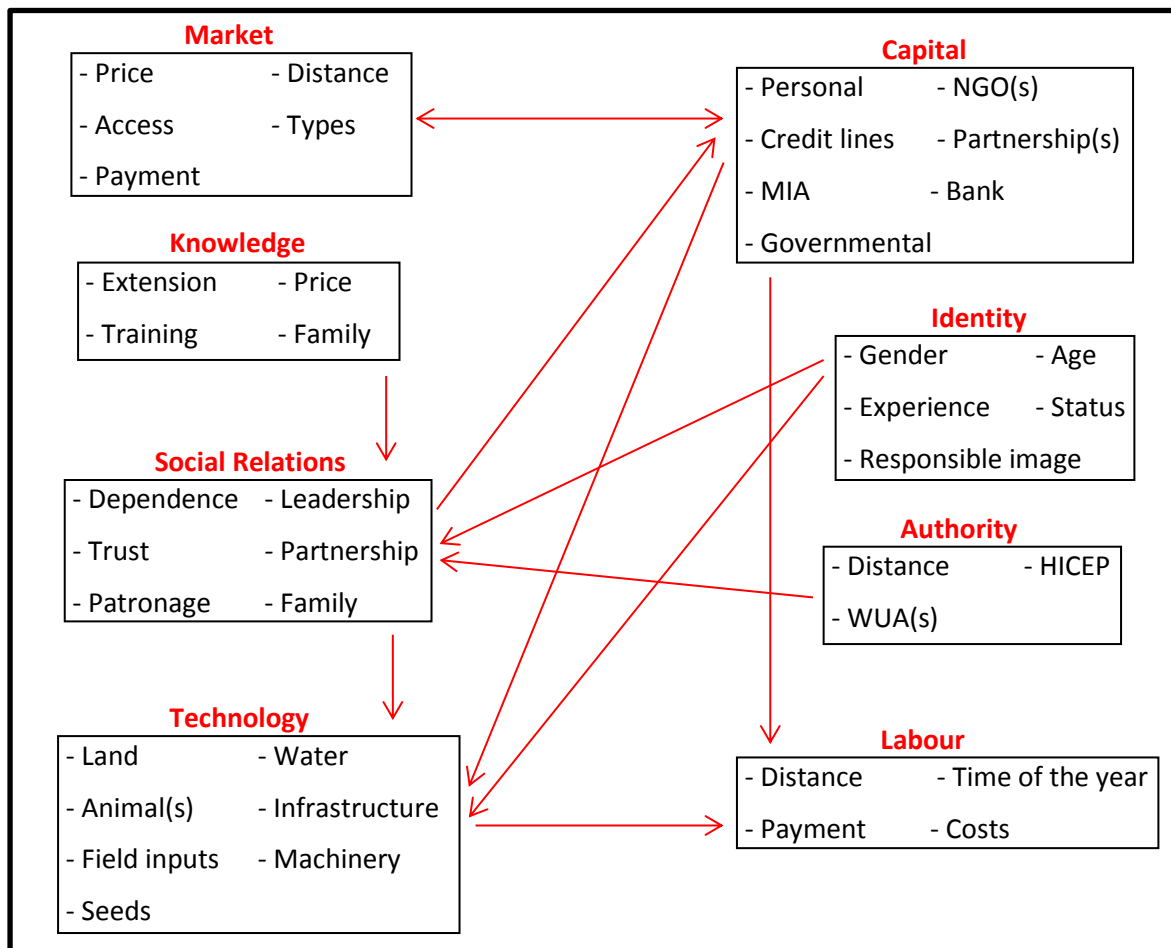 Market
- Price - Distance
- Access - Types
- Payment
Capital
- Personal - NGO(s)
- Credit lines - Partnership(s)
- MIA - Bank
- Governmental
Knowledge
- Extension - Price
- Training - Family
Identity
- Gender - Age
- Experience - Status
- Responsible image
Social Relations
- Dependence - Leadership
- Trust - Partnership
- Patronage - Family
Authority
- Distance - HICEP
- WUA(s)
Technology
- Land - Water
- Animal(s) - Infrastructure
- Field inputs - Machinery
- Seeds
Labour
- Distance - Time of the year
- Payment - Costs